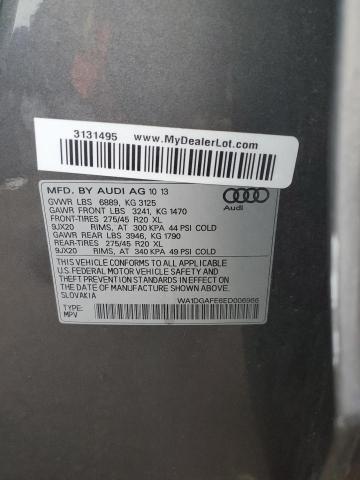 3131495 www.MyDealerLot.com
MFD. BY AUDI AG 10 13
GVWR LBS 6889, KG 3125
GAWR FRONT LBS 3241, KG 1470
FRONT-TIRES 275/45 R20 XL
9JX20 RIMS, AT 300 KPA 44 PSI COLD
GAWR REAR LBS 3946, KG 1790
REAR-TIRES 275/45 R20 XL
9JX20 RIMS, AT 340 KPA 49 PSI COLD
Audi
THIS VEHICLE CONFORMS TO ALL APPLICABLE
U.S. FEDERAL MOTOR VEHICLE SAFETY AND
THEFT PREVENTION STANDARDS IN EFFECT ON
THE DATE OF MANUFACTURE SHOWN ABOVE.
SLOVAKIA
WA1DGAFE6ED006966
TYPE:
MPV